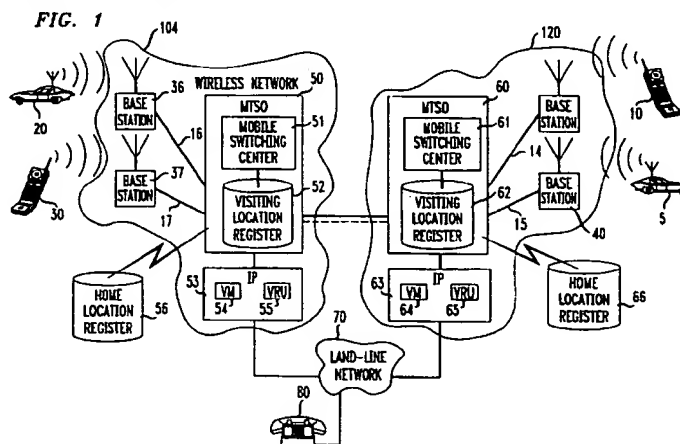 FIG. 1
104
120
WIRELESS NETWORK
50
60
36
MTSO
MTSO
10
BASE STATION
51
MOBILE SWITCHING CENTER
61
MOBILE SWITCHING CENTER
BASE STATION
20
16
14
37
BASE STATION
52
62
BASE STATION
30
17
VISITING LOCATION REGISTER
VISITING LOCATION REGISTER
15
40
5
HOME LOCATION REGISTER
56
53
IP
VM
VRU
54
55
63
IP
VM
VRU
64
65
HOME LOCATION REGISTER
66
70
LAND-LINE NETWORK
80